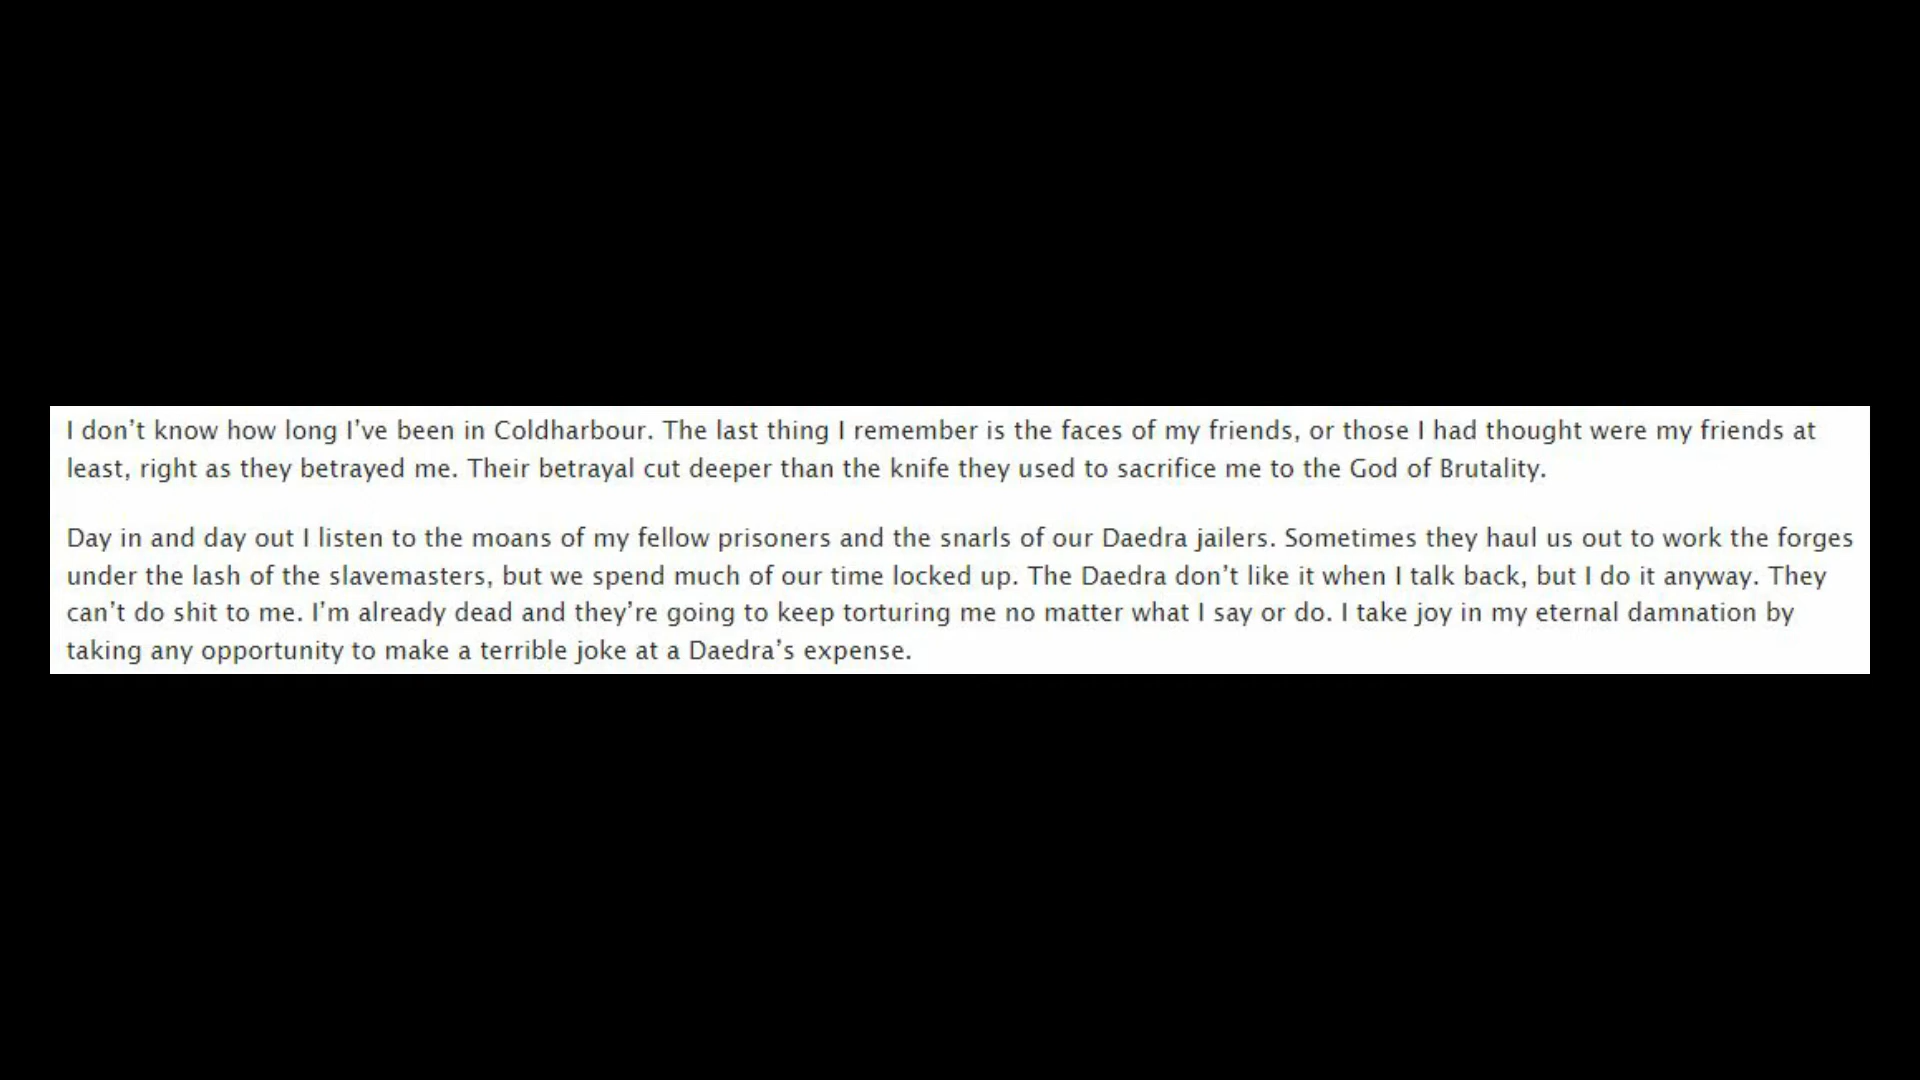 I don’t know how long I’ve been in Coldharbour. The last thing I remember is the faces of my friends, or those I had thought were my friends at
least, right as they betrayed me. Their betrayal cut deeper than the knife they used to sacrifice me to the God of Brutality.
Day in and day out I listen to the moans of my fellow prisoners and the snarls of our Daedra jailers. Sometimes they haul us out to work the forges
under the lash of the slavemasters, but we spend much of our time locked up. The Daedra don’t like it when I talk back, but I do it anyway. They
can’t do shit to me. I’m already dead and they’re going to keep torturing me no matter what I say or do. I take joy in my eternal damnation by
taking any opportunity to make a terrible joke at a Daedra’s expense.